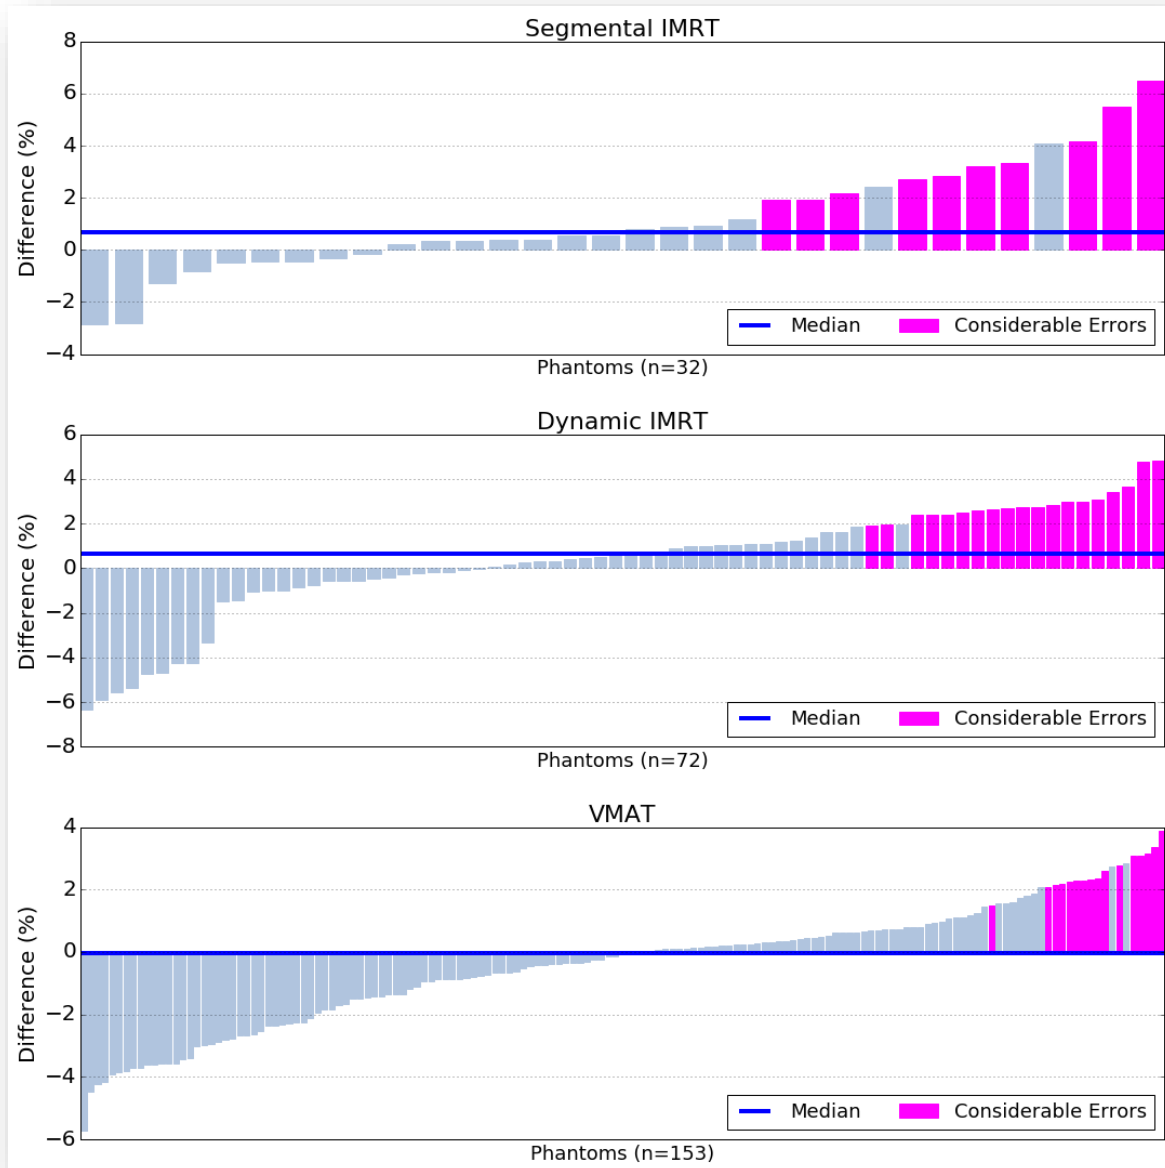 Segmental IMRT
8
6
4
2
0
−2
−4
Difference (%)
Median
Considerable Errors
Phantoms (n=32)
Dynamic IMRT
6
4
2
0
−2
−4
−6
−8
Difference (%)
Median
Considerable Errors
Phantoms (n=72)
VMAT
4
2
0
−2
−4
−6
Difference (%)
Median
Considerable Errors
Phantoms (n=153)